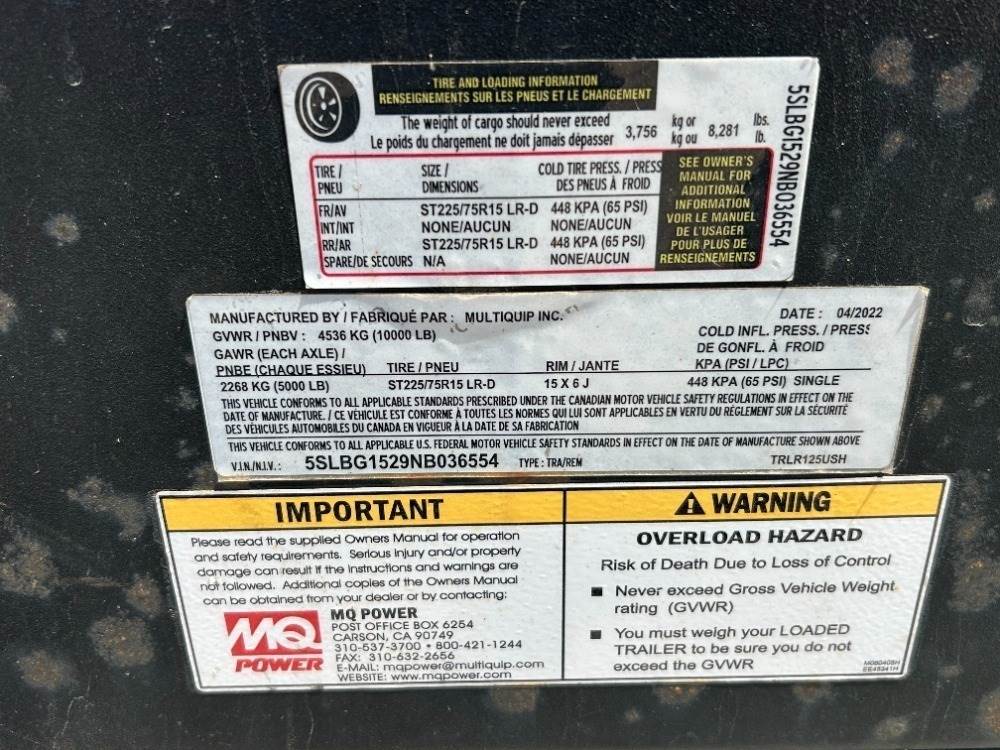 · TIRE AND LOADING INFORMATION
RENSEIGNEMENTS SUR LES PNEUS ET LE CHARGEMENT
The weight of cargo should never exceed
Le poids du chargement ne doit jamais dépasser
3,756 kg or 8,281 lbs.
kg ou lb.
TIRE / SIZE / COLD TIRE PRESS. / PRESS
PNEU DIMENSIONS DES PNEUS À FROID
FR/AV ST225/75R15 LR-D 448 KPA (65 PSI)
INT/INT NONE/AUCUN NONE/AUCUN
RR/AR ST225/75R15 LR-D 448 KPA (65 PSI)
SPARE/DE SECOURS N/A NONE/AUCUN
SEE OWNER'S
MANUAL FOR
ADDITIONAL
INFORMATION
VOIR LE MANUEL
DE L'USAGER
POUR PLUS DE
RENSEIGNEMENTS
5SLBG1529NB036554
MANUFACTURED BY / FABRIQUÉ PAR : MULTIQUIP INC. DATE : 04/2022
GVWR / PNBV : 4536 KG (10000 LB) COLD INFL. PRESS. / PRESS
GAWR (EACH AXLE) / DE GONFL. À FROID
PNBE (CHAQUE ESSIEU) TIRE / PNEU RIM / JANTE KPA (PSI / LPC)
2268 KG (5000 LB) ST225/75R15 LR-D 15 X 6 J 448 KPA (65 PSI) SINGLE
THIS VEHICLE CONFORMS TO ALL APPLICABLE STANDARDS PRESCRIBED UNDER THE CANADIAN MOTOR VEHICLE SAFETY REGULATIONS IN EFFECT ON THE
DATE OF MANUFACTURE. / CE VÉHICULE EST CONFORME À TOUTES LES NORMES QUI LUI SONT APPLICABLES EN VERTU DU RÈGLEMENT SUR LA SÉCURITÉ
DES VÉHICULES AUTOMOBILES DU CANADA EN VIGUEUR À LA DATE DE SA FABRICATION
THIS VEHICLE CONFORMS TO ALL APPLICABLE U.S. FEDERAL MOTOR VEHICLE SAFETY STANDARDS IN EFFECT ON THE DATE OF MANUFACTURE SHOWN ABOVE
V.I.N./N.I.V. : 5SLBG1529NB036554 TYPE : TRA/REM TRLR125USH
IMPORTANT
Please read the supplied Owners Manual for operation
and safety requirements. Serious injury and/or property
damage can result if the instructions and warnings are
not followed. Additional copies of the Owners Manual
can be obtained from your dealer or by contacting:
MQ
POWER
MQ POWER
POST OFFICE BOX 6254
CARSON, CA 90749
310-537-3700 • 800-421-1244
FAX: 310-632-2656
E-MAIL: mqpower@multiquip.com
WEBSITE: www.mqpower.com
WARNING
OVERLOAD HAZARD
Risk of Death Due to Loss of Control
■ Never exceed Gross Vehicle Weight
rating (GVWR)
■ You must weigh your LOADED
TRAILER to be sure you do not
exceed the GVWR